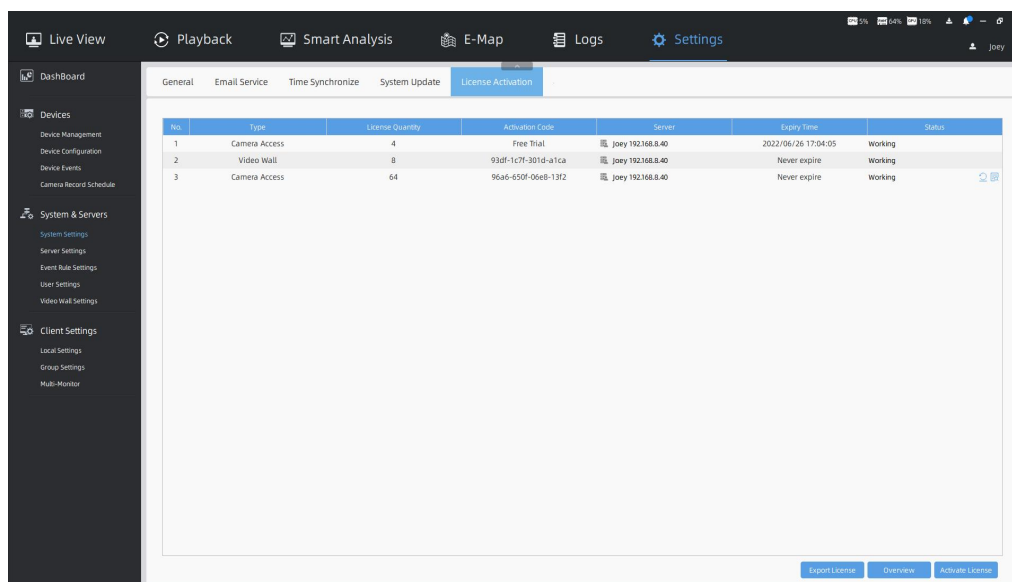 5% 64% 18%
Live View Playback Smart Analysis E-Map Logs Settings
Joey
DashBoard
Devices
Device Management
Device Configuration
Device Events
Camera Record Schedule
System & Servers
System Settings
Server Settings
Event Rule Settings
User Settings
Video Wall Settings
Client Settings
Local Settings
Group Settings
Multi-Monitor
General Email Service Time Synchronize System Update License Activation
No. Type License Quantity Activation Code Server Expiry Time Status
1 Camera Access 4 Free Trial Joey 192.168.8.40 2022/06/26 17:04:05 Working
2 Video Wall 8 93df-1c7f-301d-a1ca Joey 192.168.8.40 Never expire Working
3 Camera Access 64 96a6-650f-06e8-13f2 Joey 192.168.8.40 Never expire Working
Export License Overview Activate License